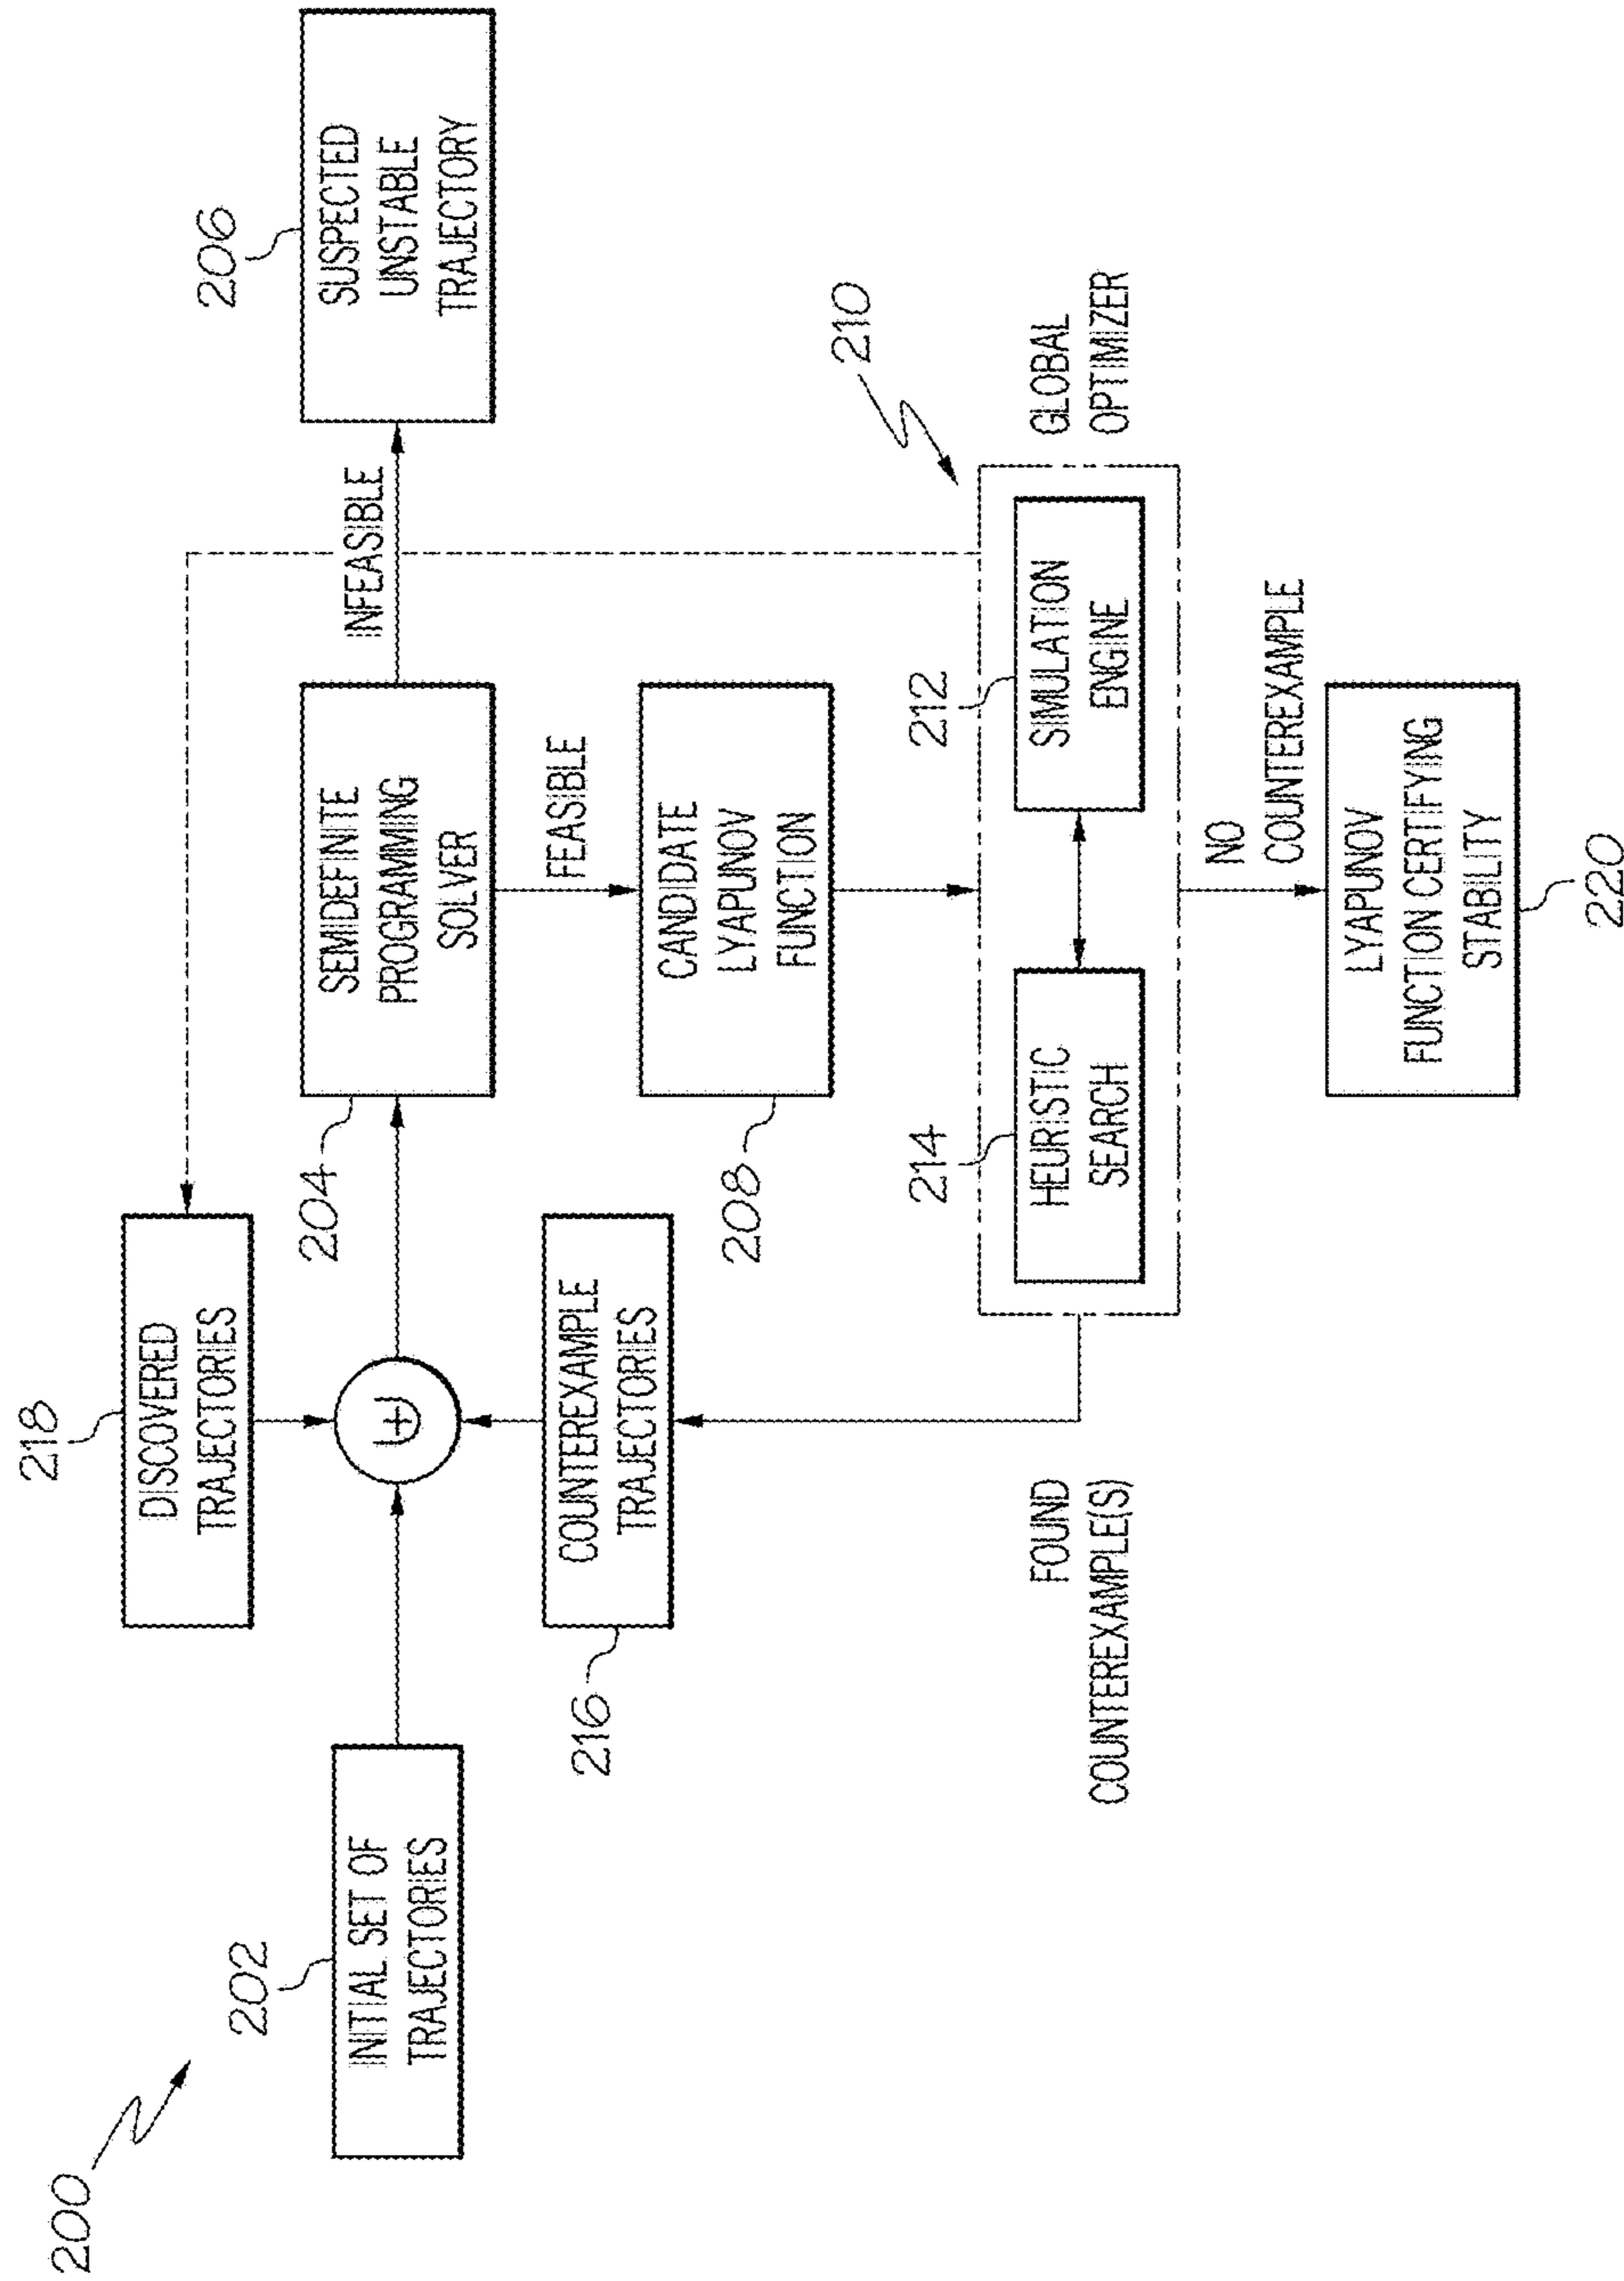 200
202
INITIAL SET OF
TRAJECTORIES
218
DISCOVERED
TRAJECTORIES
⊎
216
COUNTEREXAMPLE
TRAJECTORIES
204
SEMIDEFINITE
PROGRAMMING
SOLVER
INFEASIBLE
206
SUSPECTED
UNSTABLE
TRAJECTORY
FEASIBLE
208
CANDIDATE
LYAPUNOV
FUNCTION
210
GLOBAL
OPTIMIZER
214
HEURISTIC
SEARCH
212
SIMULATION
ENGINE
FOUND
COUNTEREXAMPLE(S)
NO
COUNTEREXAMPLE
LYAPUNOV
FUNCTION CERTIFYING
STABILITY
220